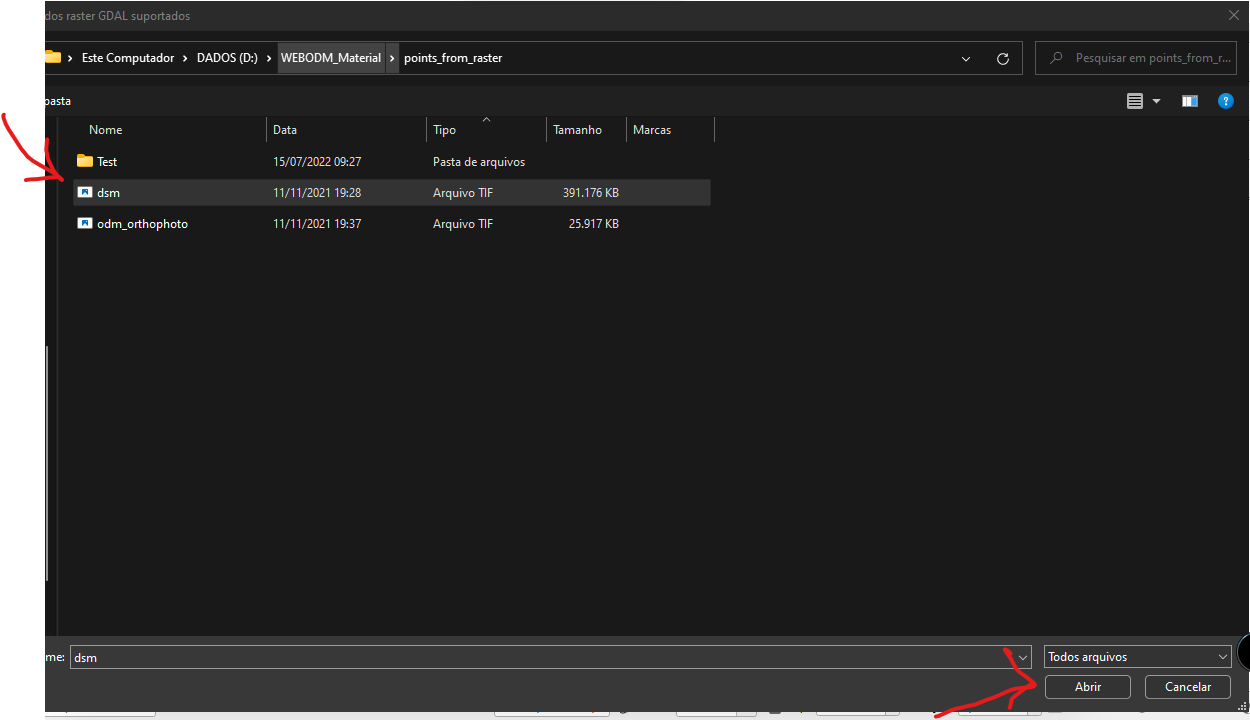 dos raster GDAL suportados
Este Computador > DADOS (D:) > WEBODM_Material > points_from_raster
Pesquisar em points_from_r...
pasta
Nome Data Tipo Tamanho Marcas
Test 15/07/2022 09:27 Pasta de arquivos
dsm 11/11/2021 19:28 Arquivo TIF 391.176 KB
odm_orthophoto 11/11/2021 19:37 Arquivo TIF 25.917 KB
me: dsm Todos arquivos
Abrir Cancelar